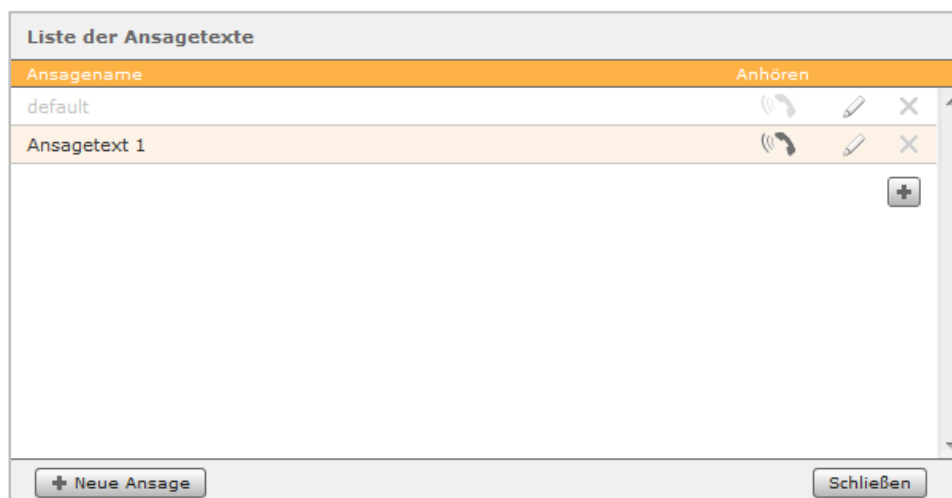 Liste der Ansagetexte
Ansagename Anhören
default
Ansagetext 1
Neue Ansage Schließen